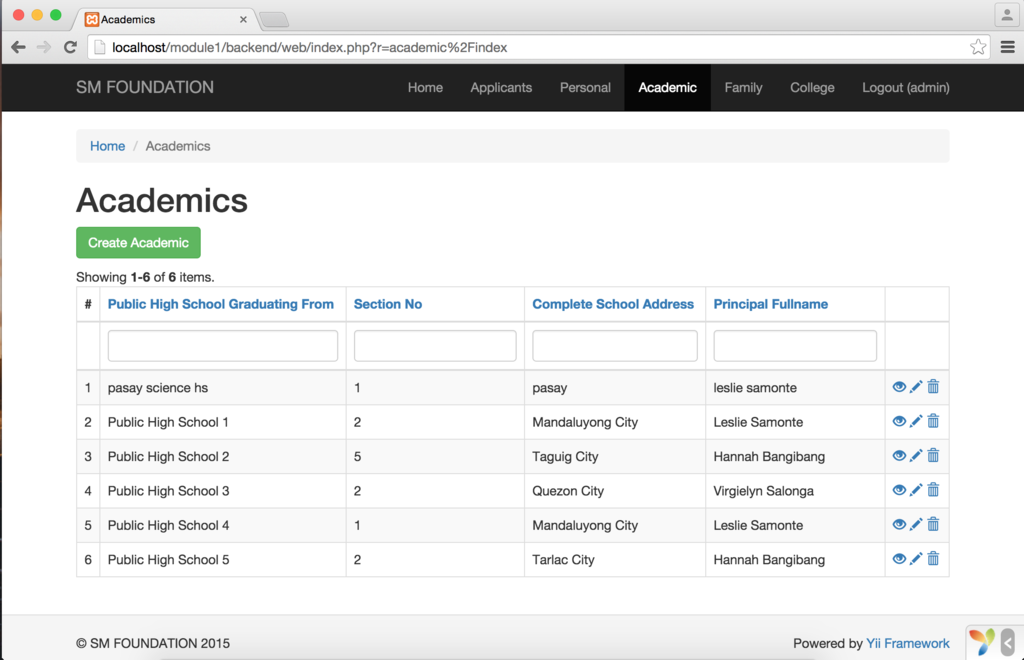 Academics
localhost/module1/backend/web/index.php?r=academic%2Findex
SM FOUNDATION Home Applicants Personal Academic Family College Logout (admin)
Home / Academics
Academics
Create Academic
Showing 1-6 of 6 items.
# Public High School Graduating From Section No Complete School Address Principal Fullname
1 pasay science hs 1 pasay leslie samonte
2 Public High School 1 2 Mandaluyong City Leslie Samonte
3 Public High School 2 5 Taguig City Hannah Bangibang
4 Public High School 3 2 Quezon City Virgielyn Salonga
5 Public High School 4 1 Mandaluyong City Leslie Samonte
6 Public High School 5 2 Tarlac City Hannah Bangibang
© SM FOUNDATION 2015 Powered by Yii Framework